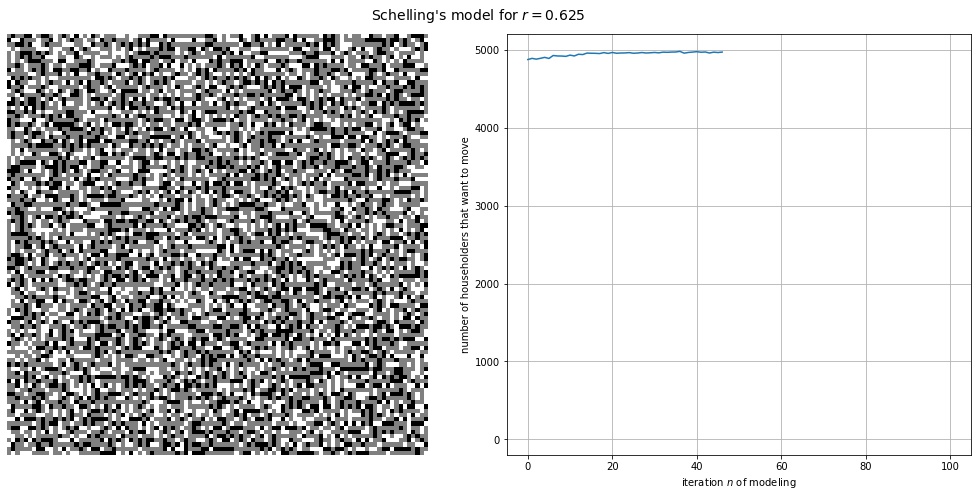 Schelling's model for r = 0.625
number of householders that want to move
5000
4000
3000
2000
1000
0
0 20 40 60 80 100
iteration n of modeling